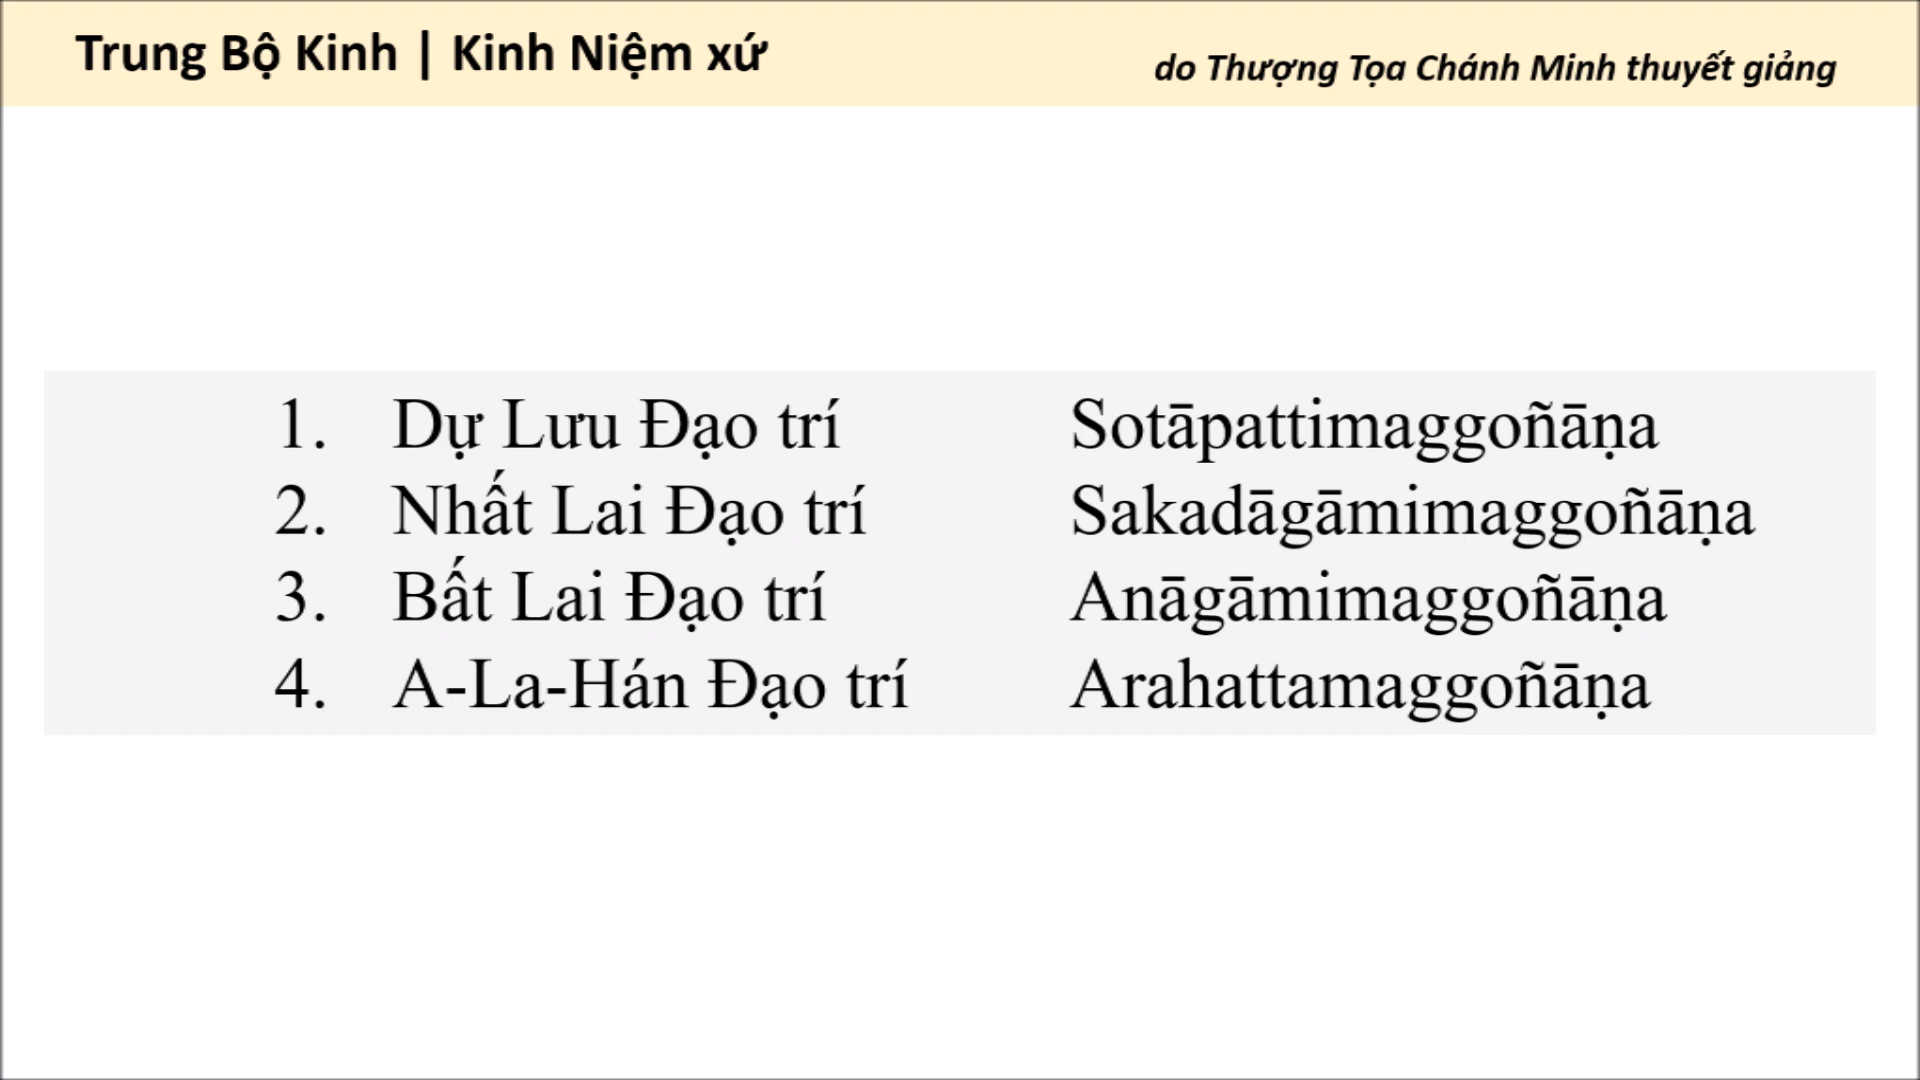 Trung Bộ Kinh | Kinh Niệm xứ
do Thượng Tọa Chánh Minh thuyết giảng
1. Dự Lưu Đạo trí Sotāpattimaggoñāṇa
2. Nhất Lai Đạo trí Sakadāgāmimaggoñāṇa
3. Bất Lai Đạo trí Anāgāmimaggoñāṇa
4. A-La-Hán Đạo trí Arahattamaggoñāṇa